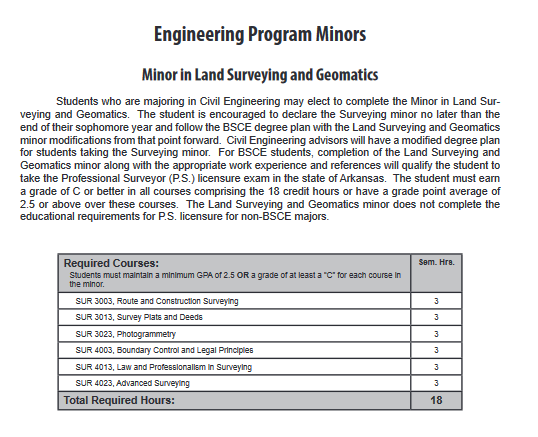 Engineering Program Minors
Minor in Land Surveying and Geomatics
Students who are majoring in Civil Engineering may elect to complete the Minor in Land Sur-
veying and Geomatics. The student is encouraged to declare the Surveying minor no later than the
end of their sophomore year and follow the BSCE degree plan with the Land Surveying and Geomatics
minor modifications from that point forward. Civil Engineering advisors will have a modified degree plan
for students taking the Surveying minor. For BSCE students, completion of the Land Surveying and
Geomatics minor along with the appropriate work experience and references will qualify the student to
take the Professional Surveyor (P.S.) licensure exam in the state of Arkansas. The student must earn
a grade of C or better in all courses comprising the 18 credit hours or have a grade point average of
2.5 or above over these courses. The Land Surveying and Geomatics minor does not complete the
educational requirements for P.S. licensure for non-BSCE majors.
Required Courses: Sem. Hrs.
Students must maintain a minimum GPA of 2.5 OR a grade of at least a "C" for each course in
the minor.
SUR 3003, Route and Construction Surveying 3
SUR 3013, Survey Plats and Deeds 3
SUR 3023, Photogrammetry 3
SUR 4003, Boundary Control and Legal Principles 3
SUR 4013, Law and Professionalism in Surveying 3
SUR 4023, Advanced Surveying 3
Total Required Hours: 18